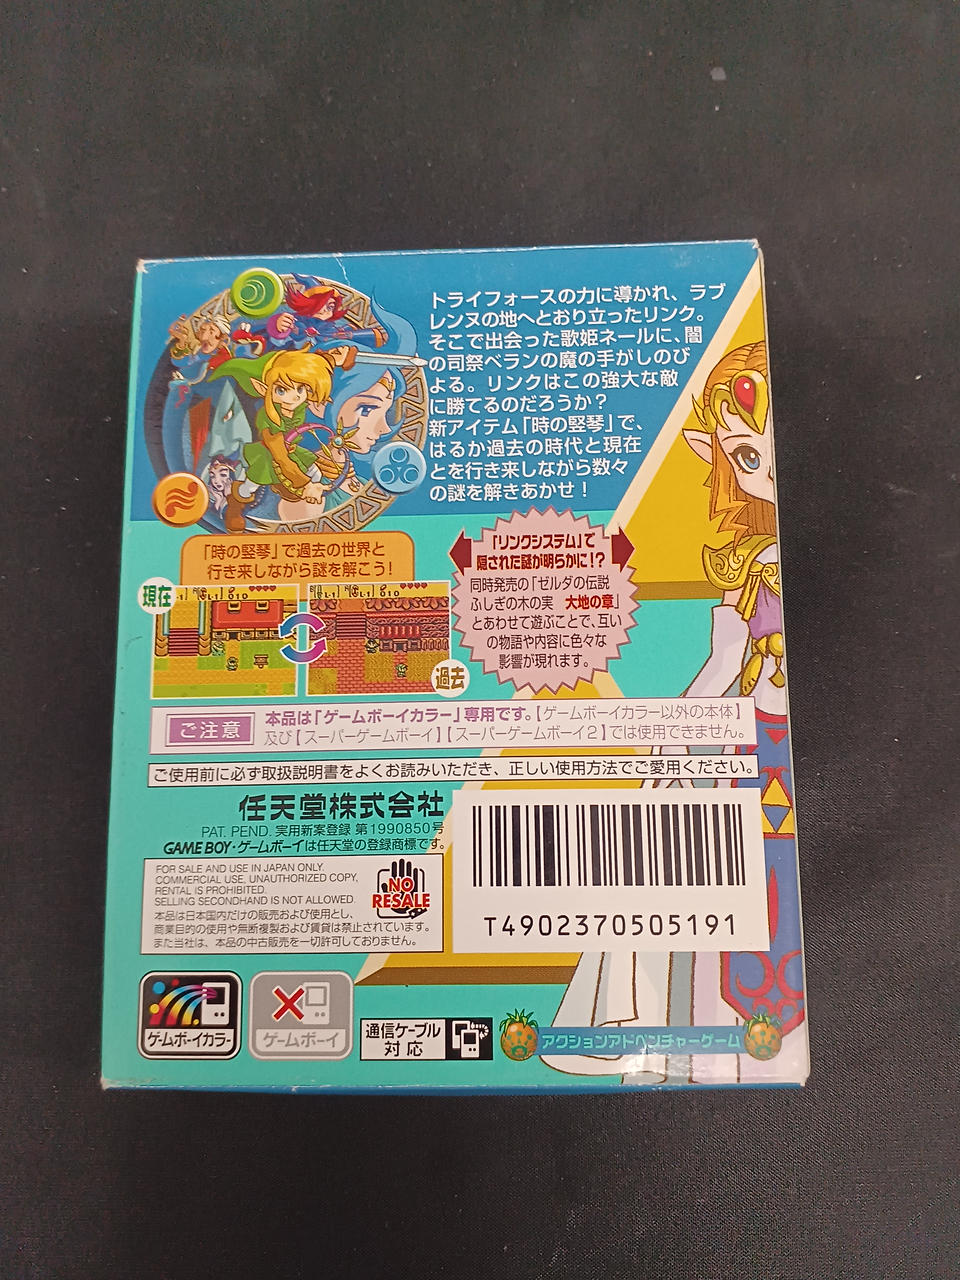 トライフォースの力に導かれ、ラブ
レンヌの地へとおり立ったリンク。
そこで出会った歌姫ネールに、闇
の司祭ベランの魔の手がしのび
よる。リンクはこの強大な敵
に勝てるのだろうか?
新アイテム「時の竪琴」で、
はるか過去の時代と現在
とを行き来しながら数々
の謎を解きあかせ!
「時の竪琴」で過去の世界と
行き来しながら謎を解こう!
現在
過去
「リンクシステム」で
隠された謎が明らかに!?
同時発売の「ゼルダの伝説
ふしぎの木の実 大地の章」
とあわせて遊ぶことで、互い
の物語や内容に色々な
影響が現れます。
ご注意
本品は「ゲームボーイカラー」専用です。【ゲームボーイカラー以外の本体】
及び【スーパーゲームボーイ】【スーパーゲームボーイ2】では使用できません。
ご使用前に必ず取扱説明書をよくお読みいただき、正しい使用方法でご愛用ください。
任天堂株式会社
PAT. PEND. 実用新案登録 第1990850号
GAME BOY・ゲームボーイは任天堂の登録商標です。
FOR SALE AND USE IN JAPAN ONLY.
COMMERCIAL USE, UNAUTHORIZED COPY,
RENTAL IS PROHIBITED.
SELLING SECONDHAND IS NOT ALLOWED.
本品は日本国内だけの販売および使用とし、
商業目的の使用や無断複製および賃貸は禁止されています。
また当社は、本品の中古販売を一切許可しておりません。
NO
RESALE
T4902370505191
ゲームボーイカラー
ゲームボーイ
通信ケーブル
対応
アクションアドベンチャーゲーム